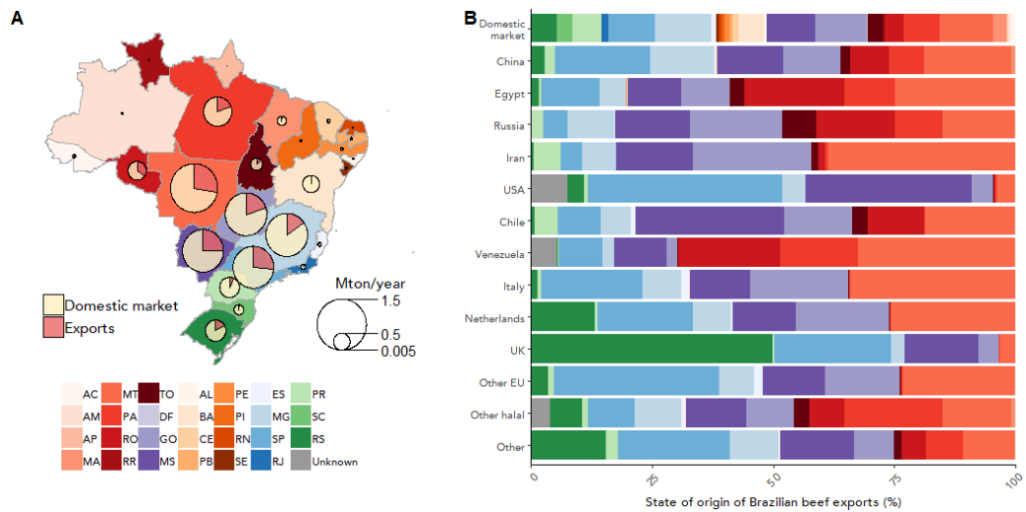 A
Mton/year
1.5
0.5
0.005
Domestic market
Exports
AC MT TO AL PE ES PR
AM PA DF BA PI MG SC
AP RO GO CE RN SP RS
MA RR MS PB SE RJ Unknown
B
Domestic
market
China
Egypt
Russia
Iran
USA
Chile
Venezuela
Italy
Netherlands
UK
Other EU
Other halal
Other
0 25 50 75 100
State of origin of Brazilian beef exports (%)